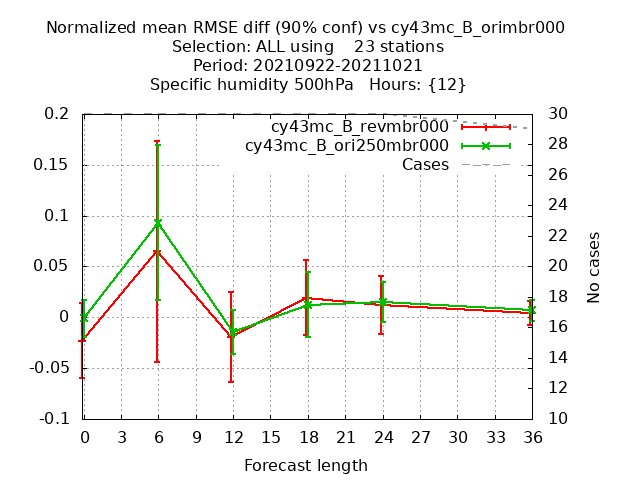 Normalized mean RMSE diff (90% conf) vs cy43mc_B_orimbr000
Selection: ALL using    23 stations
Period: 20210922-20211021
Specific humidity 500hPa   Hours: {12}
cy43mc_B_revmbr000
cy43mc_B_ori250mbr000
Cases
0.2
0.15
0.1
0.05
0
-0.05
-0.1
30
28
26
24
22
20
18
16
14
12
10
No cases
0 3 6 9 12 15 18 21 24 27 30 33 36
Forecast length